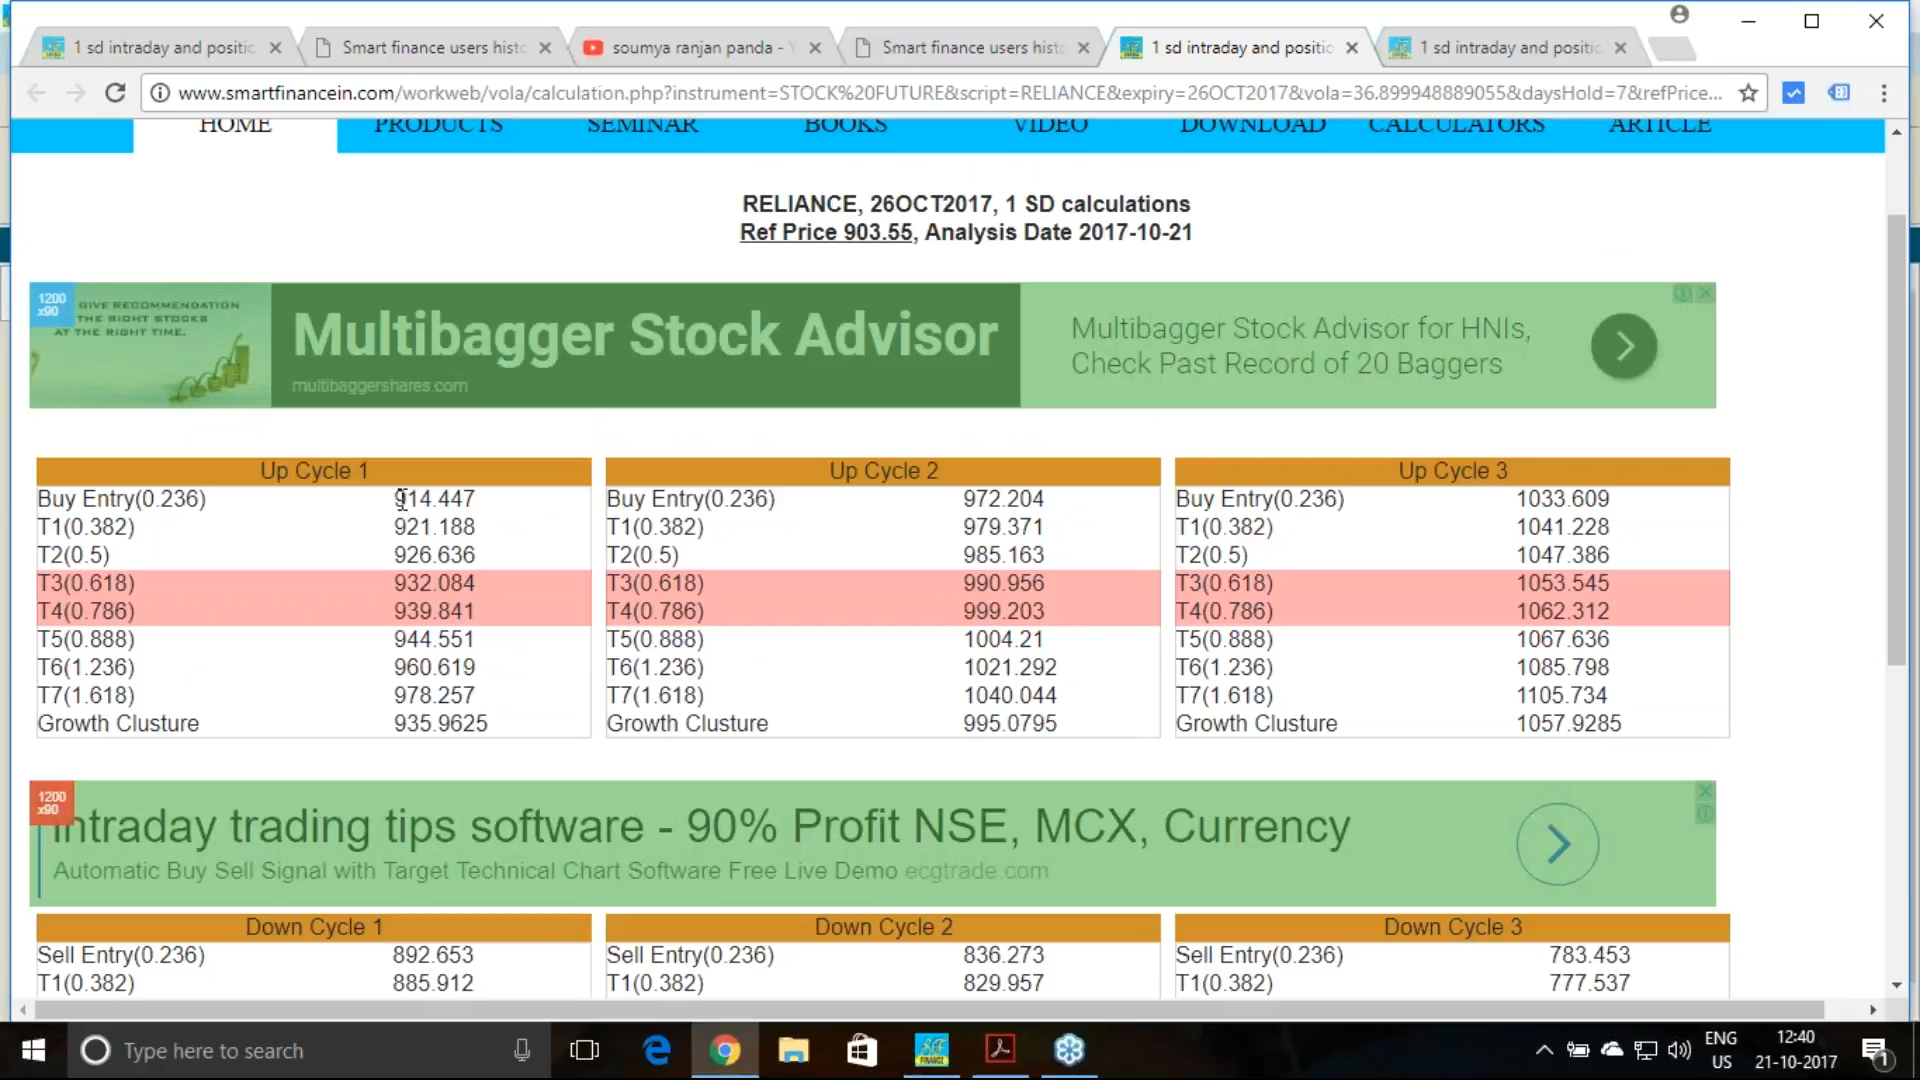 1 sd intraday and positic
Smart finance users histo
soumya ranjan panda -
Smart finance users histo
1 sd intraday and positic
1 sd intraday and positic
www.smartfinancein.com/workweb/vola/calculation.php?instrument=STOCK%20FUTURE&script=RELIANCE&expiry=26OCT2017&vola=36.899948889055&daysHold=7&refPrice...
HOME PRODUCTS SEMINAR BOOKS VIDEO DOWNLOAD CALCULATORS ARTICLE
RELIANCE, 26OCT2017, 1 SD calculations
Ref Price 903.55, Analysis Date 2017-10-21
1200 x90
GIVE RECOMMENDATION
THE RIGHT STOCKS
AT THE RIGHT TIME.
Multibagger Stock Advisor
multibaggershares.com
Multibagger Stock Advisor for HNIs,
Check Past Record of 20 Baggers
Up Cycle 1 Up Cycle 2 Up Cycle 3
Buy Entry(0.236) 914.447 Buy Entry(0.236) 972.204 Buy Entry(0.236) 1033.609
T1(0.382) 921.188 T1(0.382) 979.371 T1(0.382) 1041.228
T2(0.5) 926.636 T2(0.5) 985.163 T2(0.5) 1047.386
T3(0.618) 932.084 T3(0.618) 990.956 T3(0.618) 1053.545
T4(0.786) 939.841 T4(0.786) 999.203 T4(0.786) 1062.312
T5(0.888) 944.551 T5(0.888) 1004.21 T5(0.888) 1067.636
T6(1.236) 960.619 T6(1.236) 1021.292 T6(1.236) 1085.798
T7(1.618) 978.257 T7(1.618) 1040.044 T7(1.618) 1105.734
Growth Clusture 935.9625 Growth Clusture 995.0795 Growth Clusture 1057.9285
1200 x90
Intraday trading tips software - 90% Profit NSE, MCX, Currency
Automatic Buy Sell Signal with Target Technical Chart Software Free Live Demo ecgtrade.com
Down Cycle 1 Down Cycle 2 Down Cycle 3
Sell Entry(0.236) 892.653 Sell Entry(0.236) 836.273 Sell Entry(0.236) 783.453
T1(0.382) 885.912 T1(0.382) 829.957 T1(0.382) 777.537
Type here to search
SF
FINANCE
ENG
US
12:40
21-10-2017
1